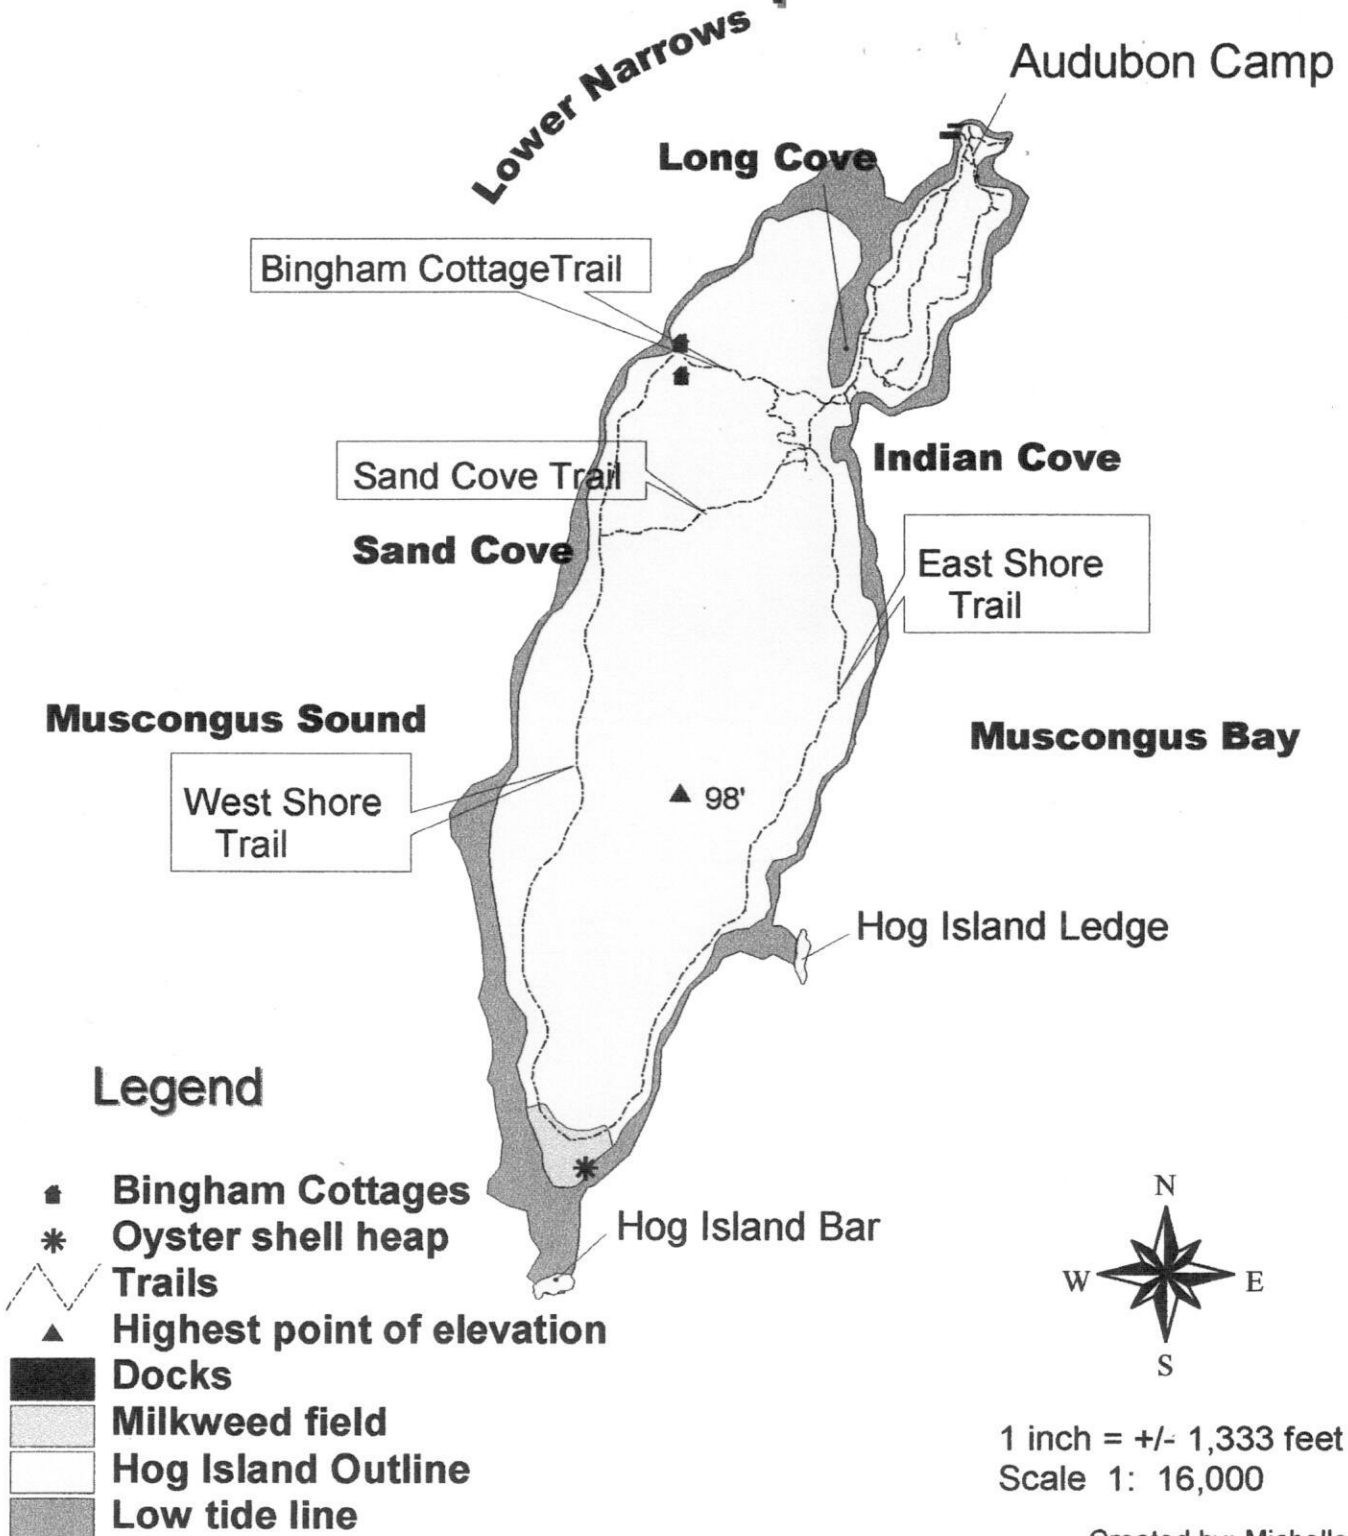 Lower Narrows
Audubon Camp
Long Cove
Bingham CottageTrail
Sand Cove Trail
Indian Cove
Sand Cove
East Shore
Trail
Muscongus Sound
Muscongus Bay
West Shore
Trail
98'
Hog Island Ledge
Legend
Bingham Cottages
Oyster shell heap
Trails
Highest point of elevation
Docks
Milkweed field
Hog Island Outline
Low tide line
Hog Island Bar
N
W E
S
1 inch = +/- 1,333 feet
Scale 1: 16,000
Created by: Michelle